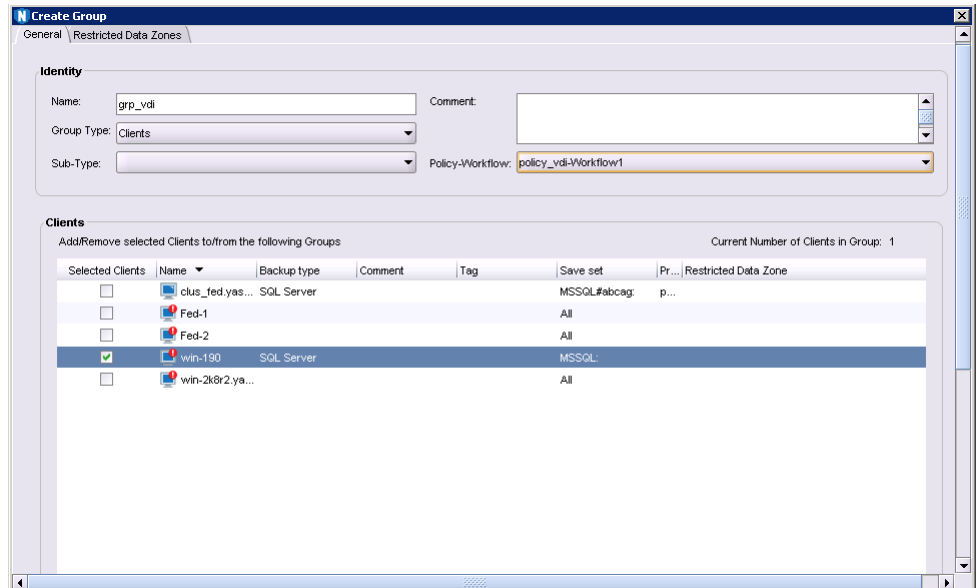 N Create Group
General Restricted Data Zones
Identity
Name: grp_vdi Comment:
Group Type: Clients
Sub-Type: Policy-Workflow: policy_vdi-Workflow1
Clients
Add/Remove selected Clients to/from the following Groups Current Number of Clients in Group: 1
Selected Clients Name Backup type Comment Tag Save set Pr... Restricted Data Zone
clus_fed.yas... SQL Server MSSQL#abcag: p...
Fed-1 All
Fed-2 All
win-190 SQL Server MSSQL:
win-2k8r2.ya... All